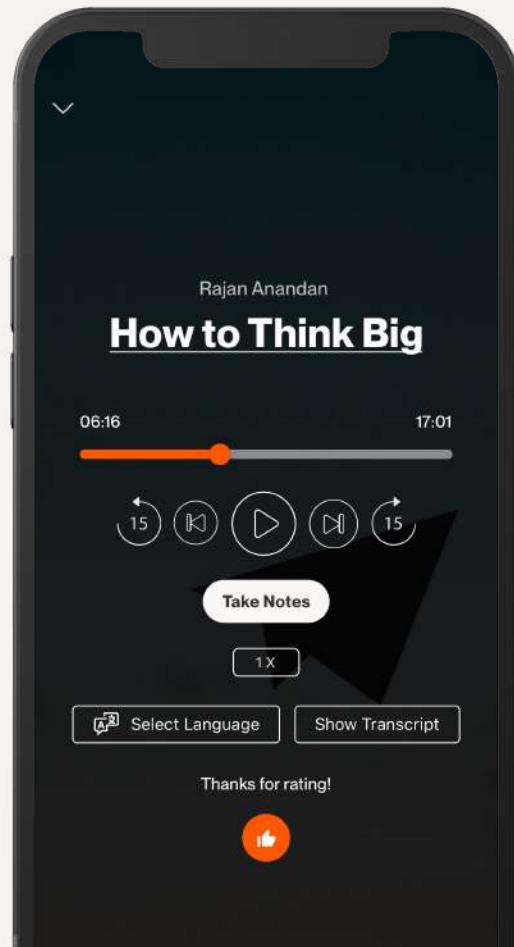 Rajan Anandan
How to Think Big
06:16 17:01
15 15
Take Notes
1 X
A 文 Select Language Show Transcript
Thanks for rating!